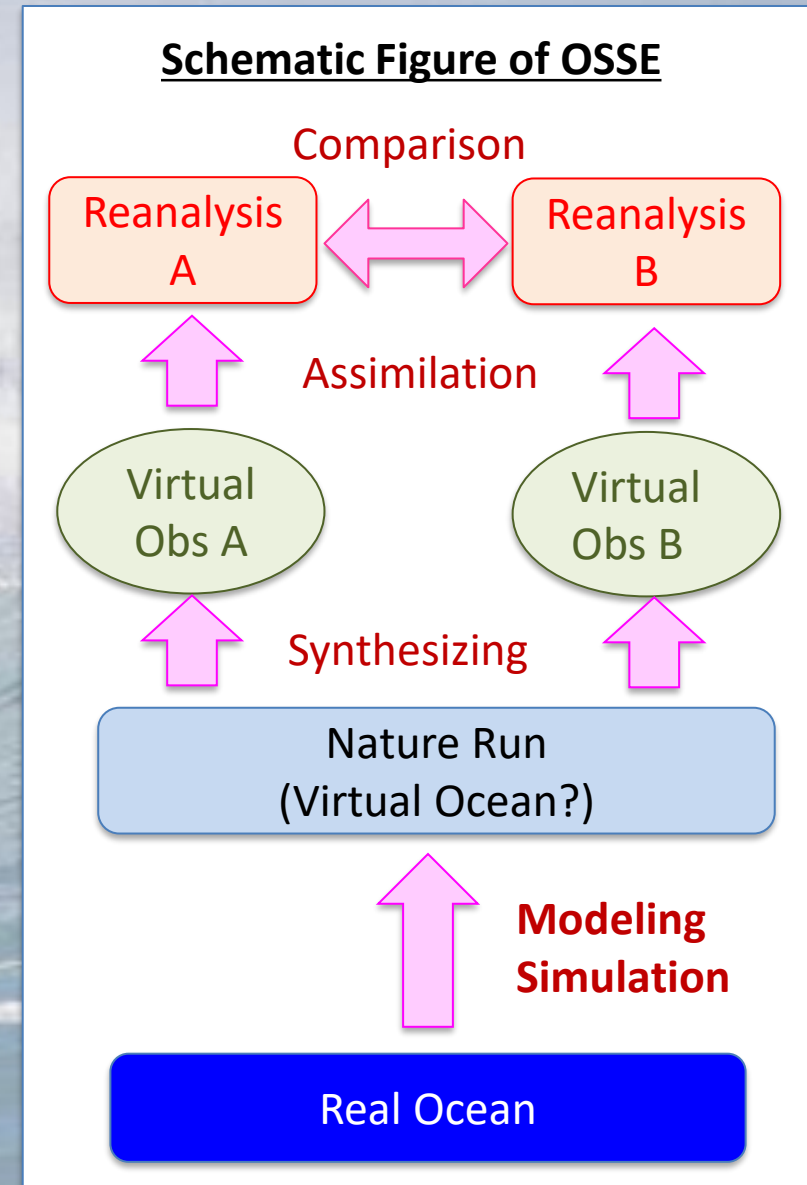 Schematic Figure of OSSE
Comparison
Reanalysis
A
Reanalysis
B
Assimilation
Virtual
Obs A
Virtual
Obs B
Synthesizing
Nature Run
(Virtual Ocean?)
Modeling
Simulation
Real Ocean